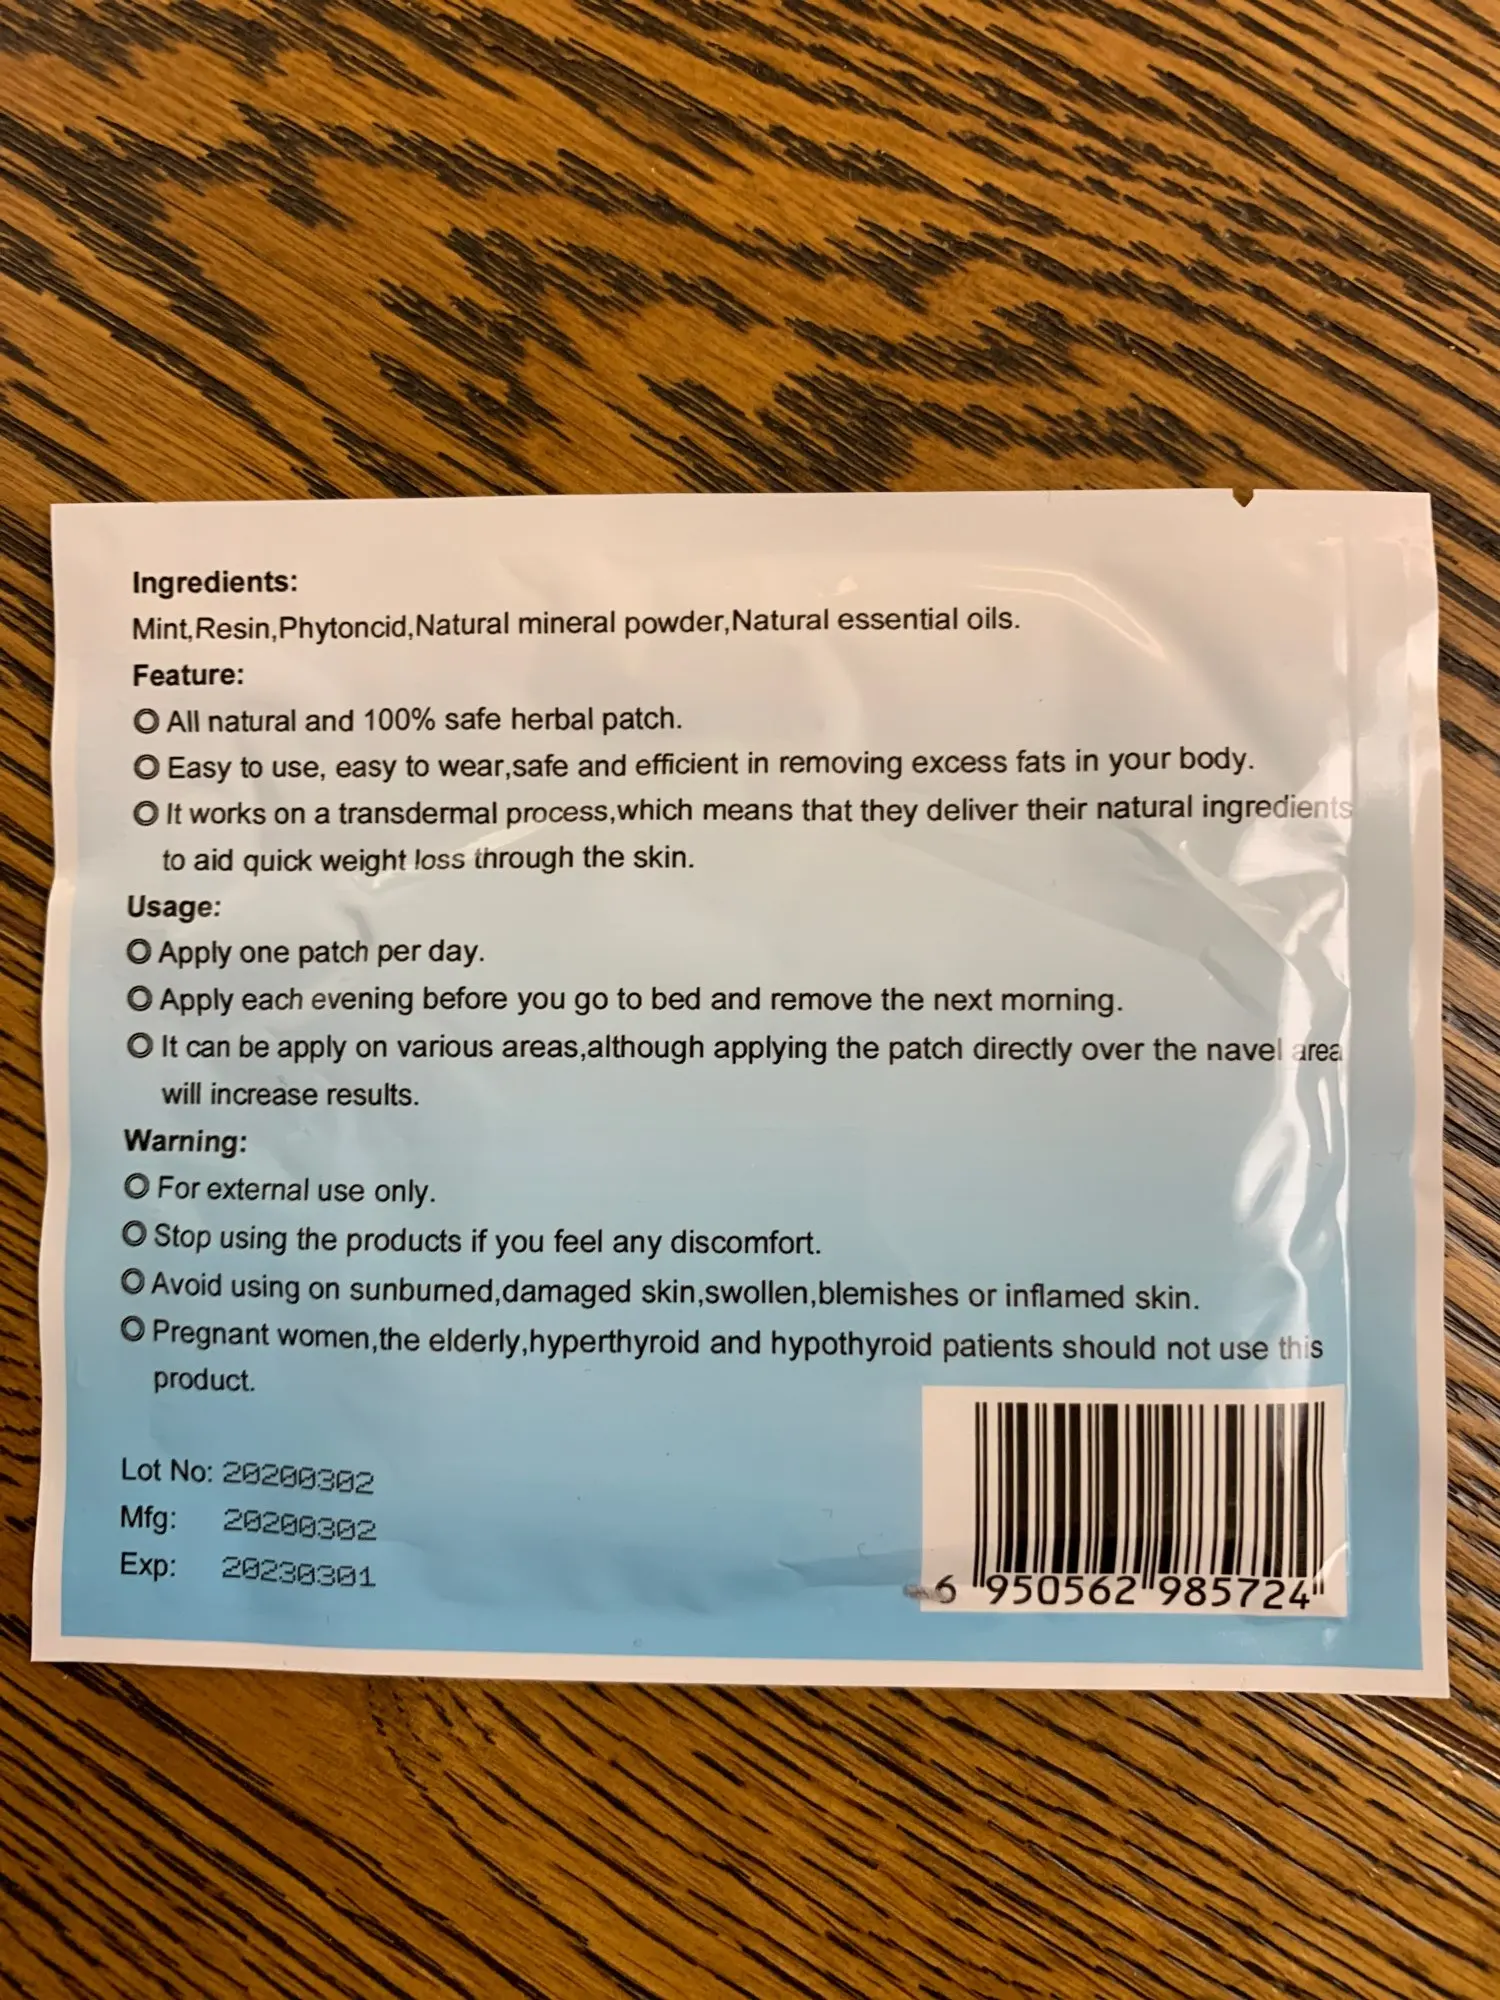 Ingredients:
Mint,Resin,Phytoncid,Natural mineral powder,Natural essential oils.
Feature:
◎ All natural and 100% safe herbal patch.
◎ Easy to use, easy to wear,safe and efficient in removing excess fats in your body.
◎ It works on a transdermal process,which means that they deliver their natural ingredients
to aid quick weight loss through the skin.
Usage:
◎ Apply one patch per day.
◎ Apply each evening before you go to bed and remove the next morning.
◎ It can be apply on various areas,although applying the patch directly over the navel area
will increase results.
Warning:
◎ For external use only.
◎ Stop using the products if you feel any discomfort.
◎ Avoid using on sunburned,damaged skin,swollen,blemishes or inflamed skin.
◎ Pregnant women,the elderly,hyperthyroid and hypothyroid patients should not use this
product.
Lot No: 20200302
Mfg: 20200302
Exp: 20230301
6 950562 985724